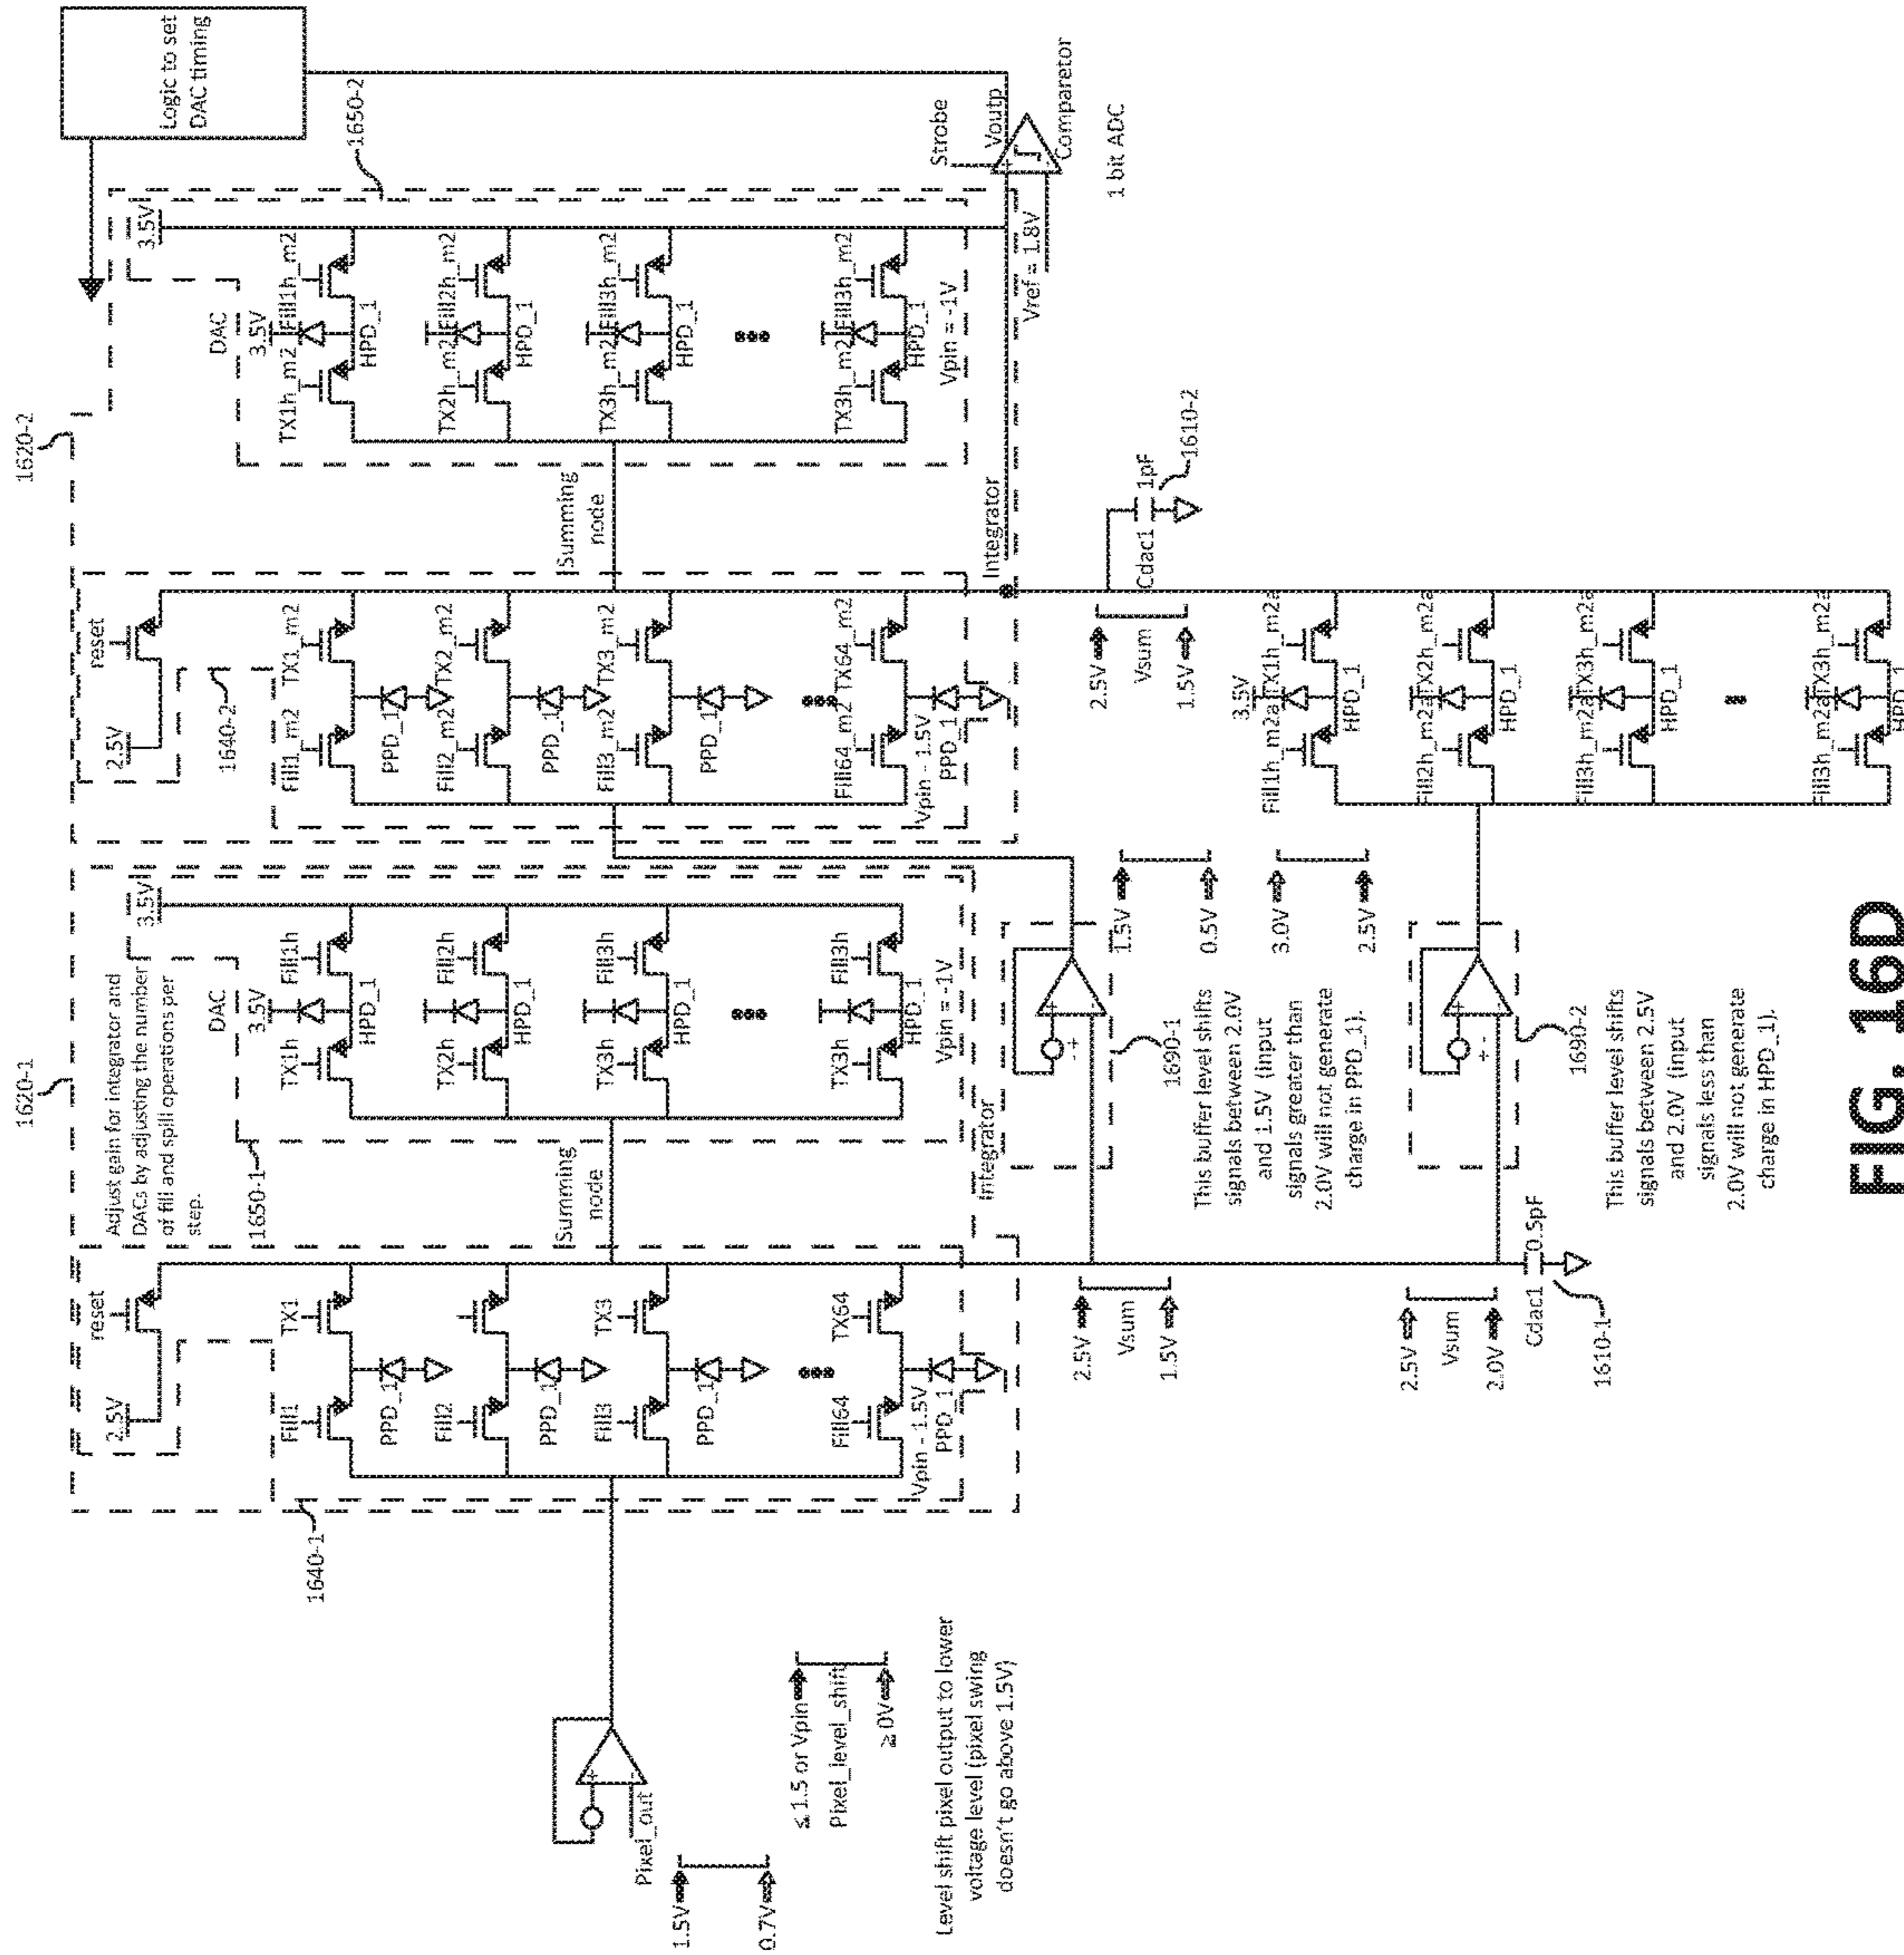 1620-1
1620-2
Adjust gain for integrator and
DACs by adjusting the number
of fill and spill operations per
step.
Logic to set
DAC timing
reset
2.5V
DAC
3.5V
3.5V
reset
2.5V
DAC
3.5V
3.5V
1650-1
1640-2
1650-2
Fill1
TX1
PPD_1
Fill2
PPD_1
Fill3
TX3
PPD_1
Fill64
TX64
Vpin - 1.5V
PPD_1
1640-1
Summing
node
TX1h
Fill1h
HPD_1
TX2h
Fill2h
HPD_1
TX3h
Fill3h
HPD_1
TX3h
Fill3h
HPD_1
Vpin = -1V
Integrator
Fill1_m2
TX1_m2
PPD_1
Fill2_m2
TX2_m2
PPD_1
Fill3_m2
TX3_m2
PPD_1
Fill64_m2
TX64_m2
Vpin - 1.5V
PPD_1
Summing
node
TX1h_m2
Fill1h_m2
HPD_1
TX2h_m2
Fill2h_m2
HPD_1
TX3h_m2
Fill3h_m2
HPD_1
TX3h_m2
Fill3h_m2
HPD_1
Vpin = -1V
Integrator
Strobe
Voutp
+
-
Comparetor
Vref = 1.8V
1 bit ADC
Pixel_out
+
-
1.5V
0.7V
≤ 1.5 or Vpin
Pixel_level_shift
≥ 0V
Level shift pixel output to lower
voltage level (pixel swing
doesn't go above 1.5V)
2.5V
Vsum
1.5V
2.5V
Vsum
2.0V
Cdac1
0.5pF
1610-1
- +
+
-
1690-1
This buffer level shifts
signals between 2.0V
and 1.5V (input
signals greater than
2.0V will not generate
charge in PPD_1).
1.5V
0.5V
3.0V
2.5V
+ -
+
-
1690-2
This buffer level shifts
signals between 2.5V
and 2.0V (input
signals less than
2.0V will not generate
charge in HPD_1).
2.5V
Vsum
1.5V
Cdac1
1pF
1610-2
3.5V
Fill1h_m2a
TX1h_m2a
HPD_1
Fill2h_m2a
TX2h_m2a
HPD_1
Fill3h_m2a
TX3h_m2a
HPD_1
Fill3h_m2a
TX3h_m2a
HPD_1
FIG. 16D